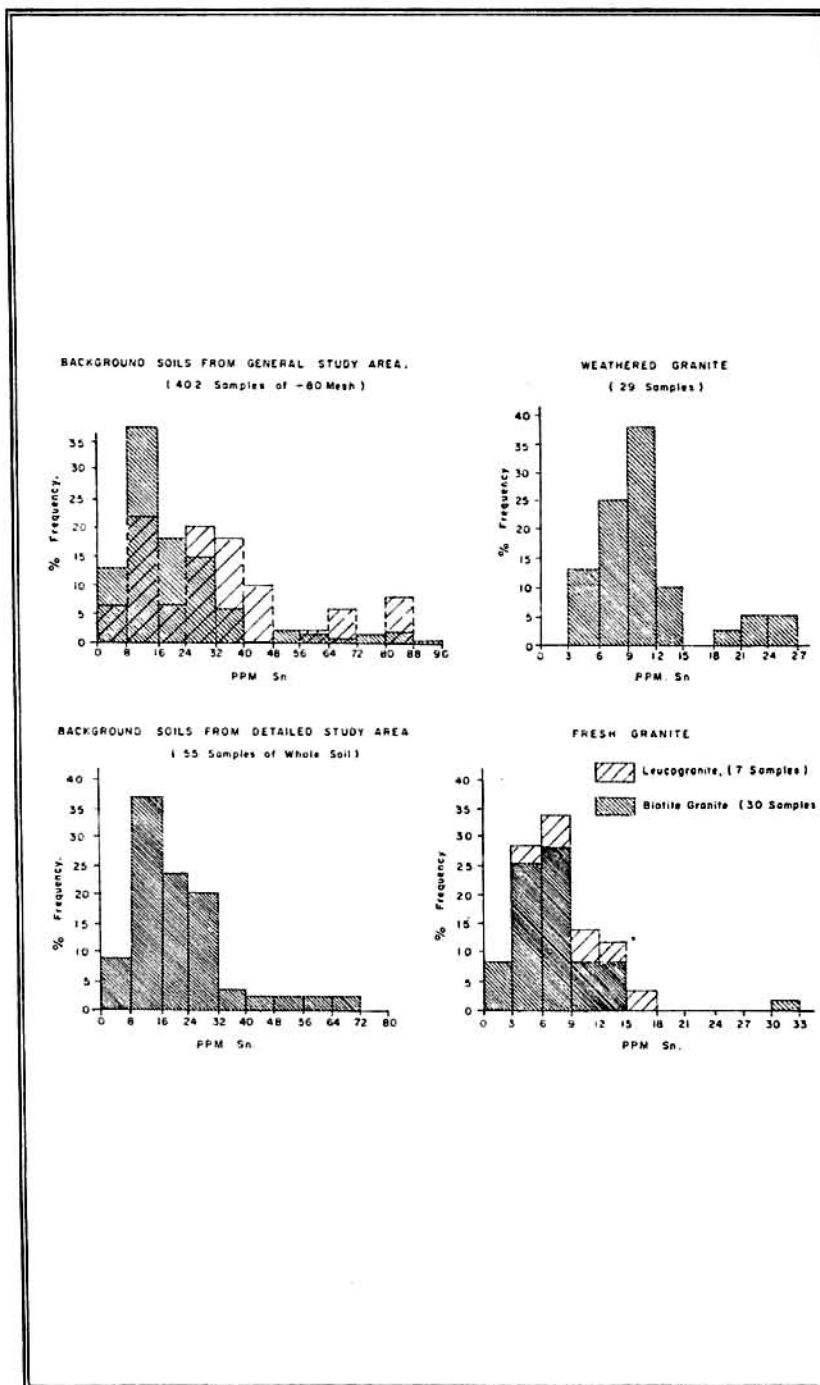 BACKGROUND SOILS FROM GENERAL STUDY AREA.
(402 Samples of -80 Mesh)
% Frequency.
35
30
25
20
15
10
5
0
0 8 16 24 32 40 48 56 64 72 80 88 96
PPM Sn
WEATHERED GRANITE
(29 Samples)
% Frequency
40
35
30
25
20
15
10
5
0
0 3 6 9 12 15 18 21 24 27
PPM. Sn
BACKGROUND SOILS FROM DETAILED STUDY AREA
(55 Samples of Whole Soil)
% Frequency.
40
35
30
25
20
15
10
5
0
0 8 16 24 32 40 48 56 64 72 80
PPM Sn.
FRESH GRANITE
Leucogranite, (7 Samples)
Biotite Granite (30 Samples
% Frequency
40
35
30
25
20
15
10
5
0
*
0 3 6 9 12 15 18 21 24 27 30 33
PPM Sn.